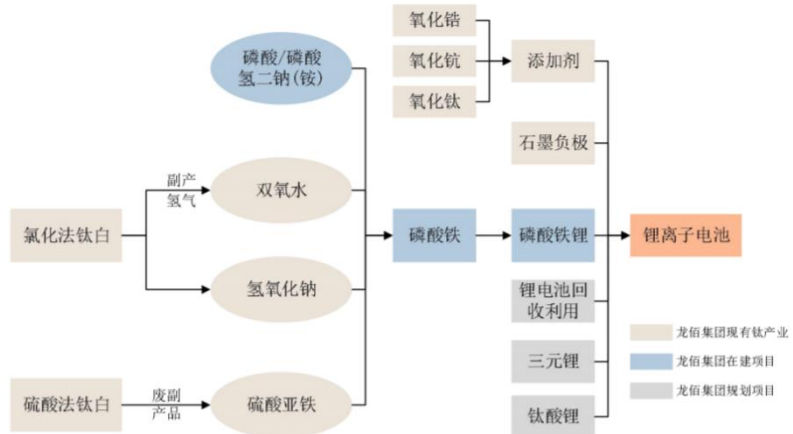 氧化锆
氧化钪
氧化钛
添加剂
磷酸/磷酸
氢二钠(铵)
石墨负极
副产
氢气
双氧水
氯化法钛白
磷酸铁
磷酸铁锂
锂离子电池
氢氧化钠
锂电池回
收利用
三元锂
硫酸法钛白
废副
产品
硫酸亚铁
钛酸锂
龙佰集团现有钛产业
龙佰集团在建项目
龙佰集团规划项目